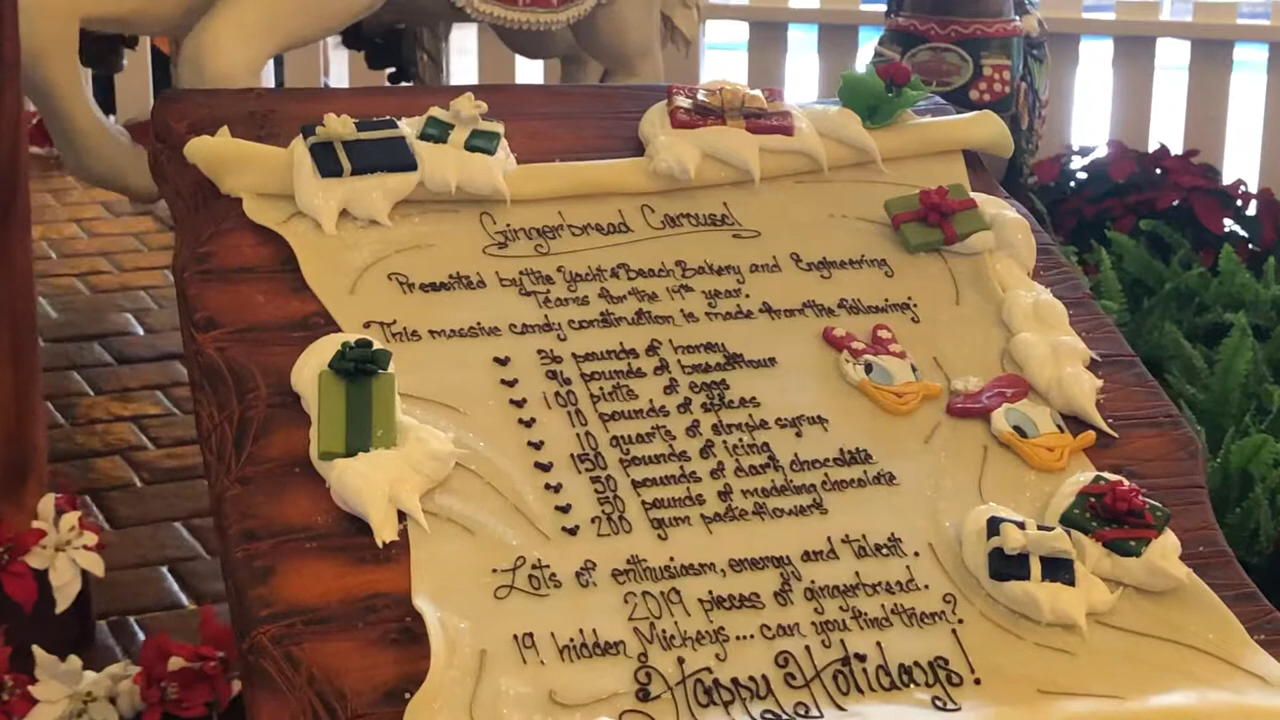 Gingerbread Carousel
Presented by the Yacht & Beach Bakery and Engineering
Teams for the 19th year.
This massive candy construction is made from the following:
36 pounds of honey
96 pounds of bread flour
100 pints of eggs
10 pounds of spices
10 quarts of simple syrup
150 pounds of icing
50 pounds of dark chocolate
50 pounds of modeling chocolate
200 gum paste flowers
Lots of enthusiasm, energy and talent.
2019 pieces of gingerbread.
19 hidden Mickeys... can you find them?
Happy Holidays!